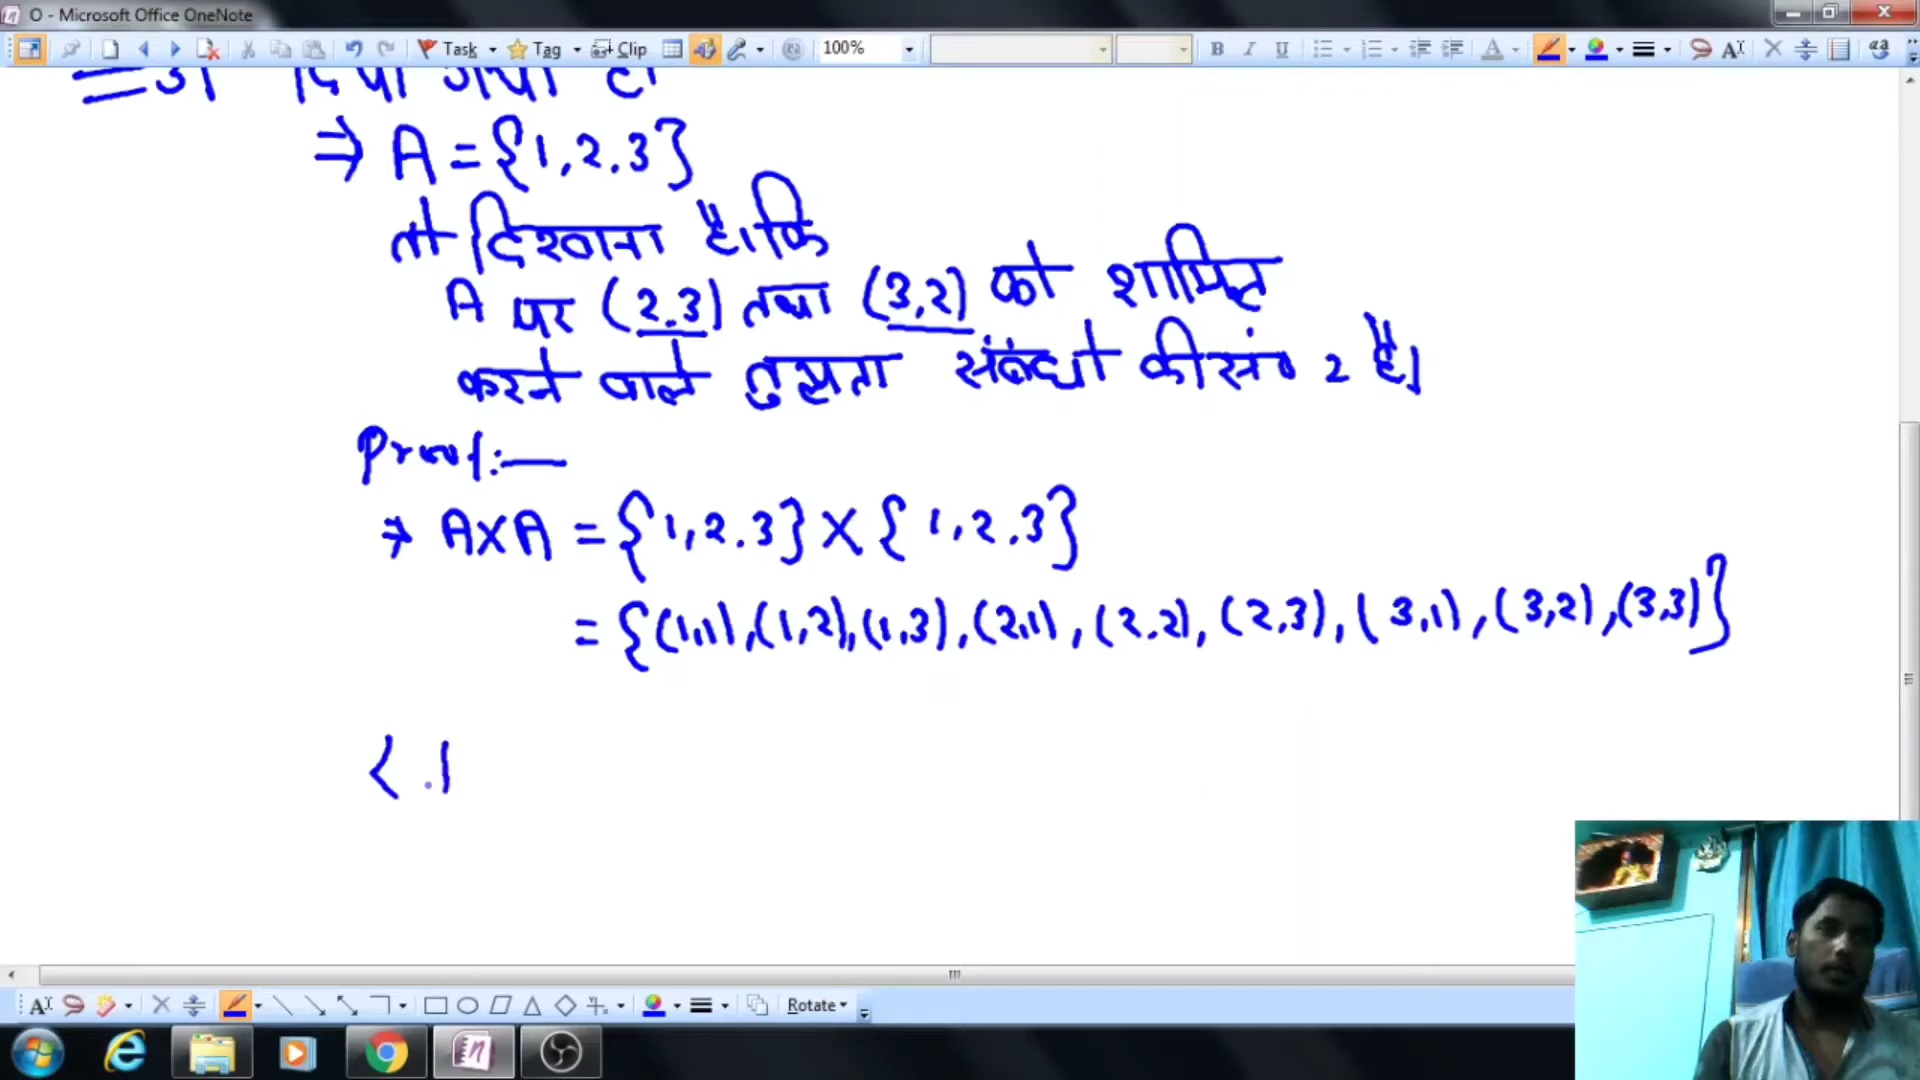 O - Microsoft Office OneNote
Task Tag Clip 100% B I U A
उ। दिया गया है।
⇒ A = {1,2.3}
तो दिखाना है। कि
A पर (2.3) तथा (3,2) को शामिल
करने वाले तुल्यता संबंधो की सं० 2 है।
Proof:—
→ A×A = {1,2.3} × {1,2.3}
= {(1,1),(1,2),(1,3),(2,1),(2.2),(2,3),(3,1),(3,2),(3,3)}
Rotate